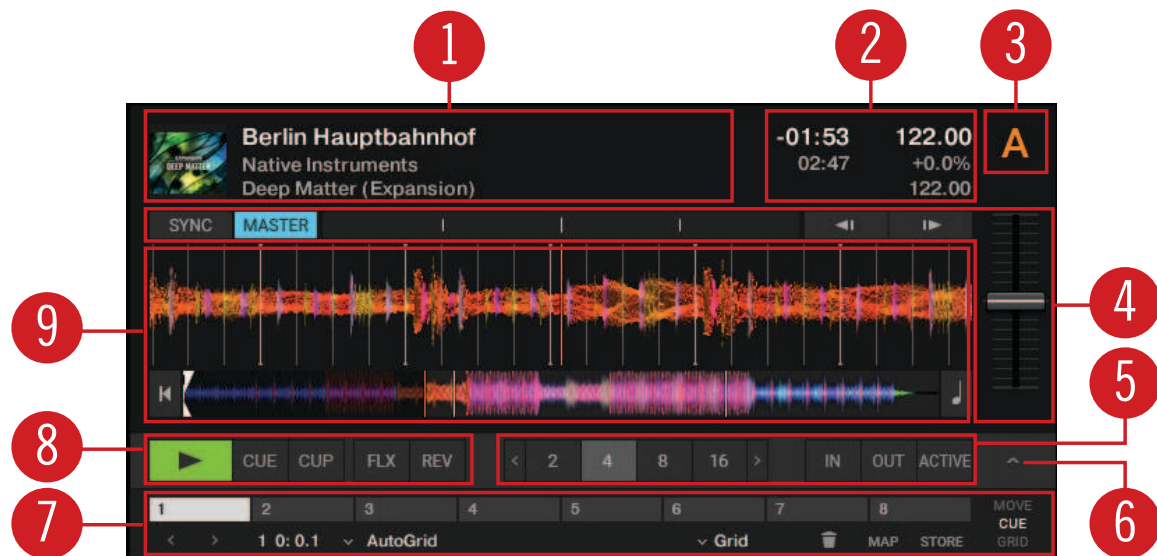 1 2 3
Berlin Hauptbahnhof -01:53 122.00 A
Native Instruments 02:47 +0.0%
Deep Matter (Expansion) 122.00
DEEP MATTER
SYNC MASTER
9 4
5
8 CUE CUP FLX REV < 2 4 8 16 > IN OUT ACTIVE
7 1 2 3 4 5 6 7 8 MOVE 6
< > 1 0: 0.1 AutoGrid Grid MAP STORE CUE
GRID